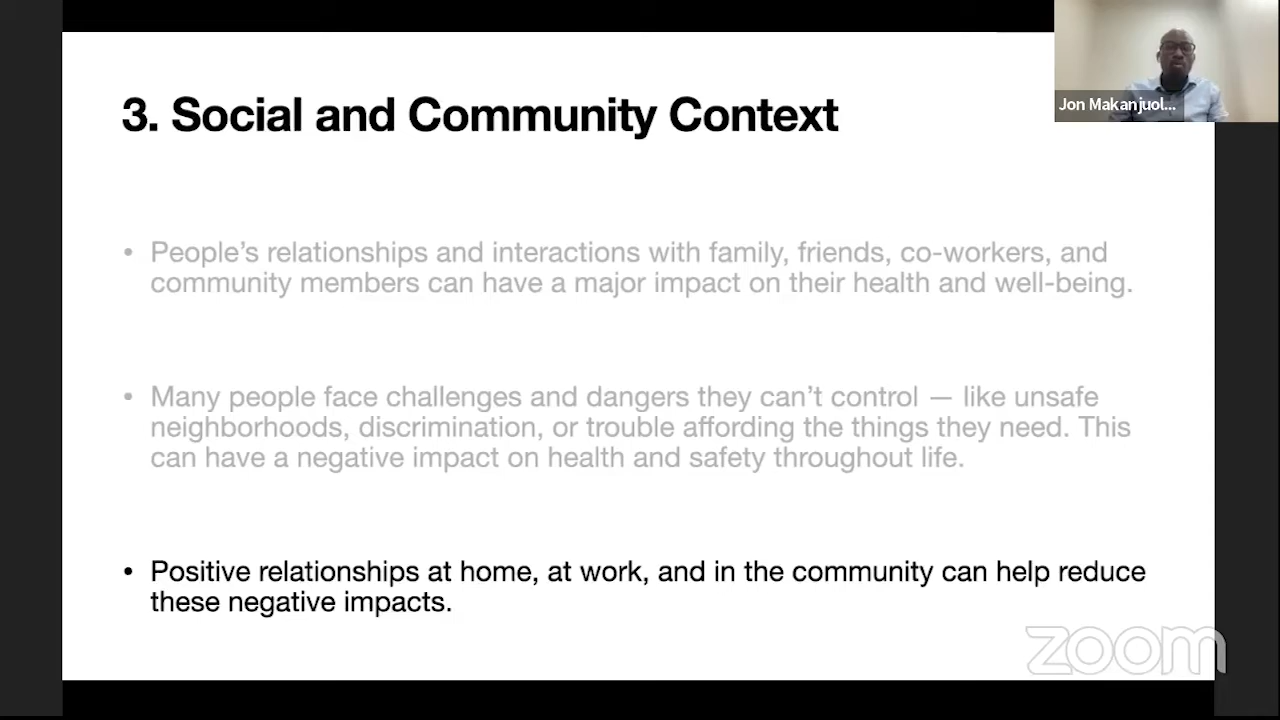 3. Social and Community Context
Jon Makanjuol...
• People’s relationships and interactions with family, friends, co-workers, and
community members can have a major impact on their health and well-being.
• Many people face challenges and dangers they can’t control — like unsafe
neighborhoods, discrimination, or trouble affording the things they need. This
can have a negative impact on health and safety throughout life.
• Positive relationships at home, at work, and in the community can help reduce
these negative impacts.
zoom